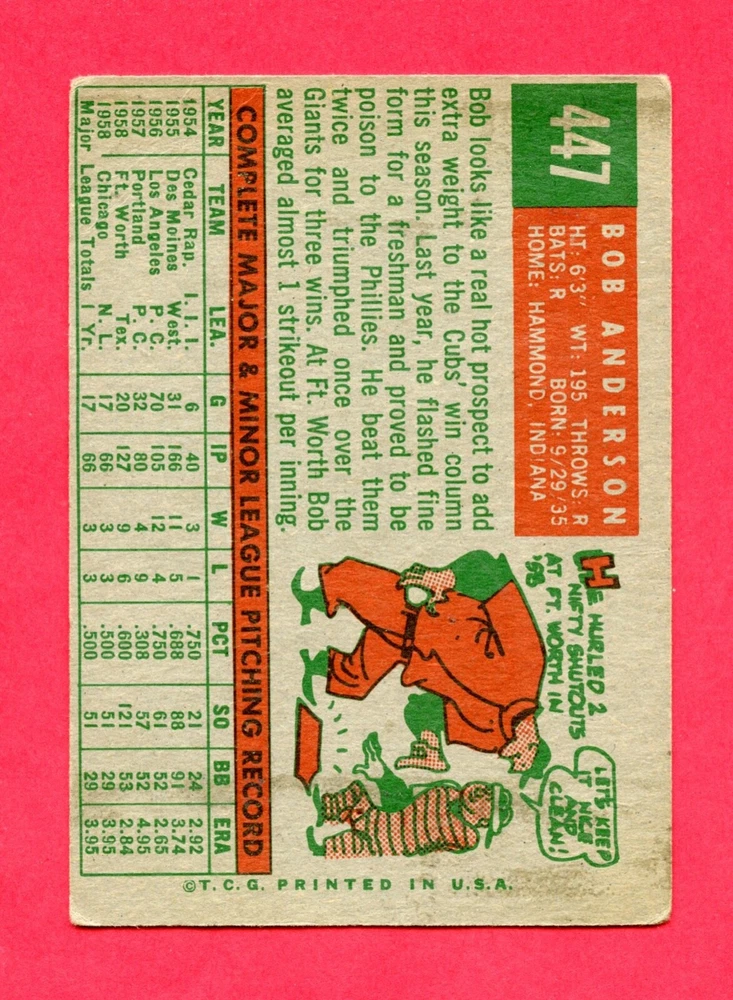 447
BOB ANDERSON
HT: 6'3" WT: 195 THROWS: R
BATS: R BORN: 9/29/35
HOME: HAMMOND, INDIANA
Bob looks like a real hot prospect to add
extra weight to the Cubs' win column
this season. Last year, he flashed fine
form for a freshman and proved to be
poison to the Phillies. He beat them
twice and triumphed once over the
Giants for three wins. At Ft. Worth Bob
averaged almost 1 strikeout per inning.
HE HURLED 2
NIFTY SHUTOUTS
AT FT. WORTH IN
'58
LET'S KEEP
IT NICE
AND
CLEAN!
COMPLETE MAJOR & MINOR LEAGUE PITCHING RECORD
YEAR TEAM LEA. G IP W L PCT SO BB ERA
1954 Cedar Rap. I. I. I. 6 40 3 1 .750 21 24 2.92
1955 Des Moines West. 31 166 11 5 .688 88 91 3.74
1956 Los Angeles P. C. 70 105 12 4 .750 61 52 2.65
1957 Portland P. C. 32 80 4 9 .308 57 52 4.95
1958 Ft. Worth Tex. 20 127 9 6 .600 121 53 2.84
1958 Chicago N. L. 17 66 3 3 .500 51 29 3.95
Major League Totals 1 Yr. 17 66 3 3 .500 51 29 3.95
©T.C.G. PRINTED IN U.S.A.